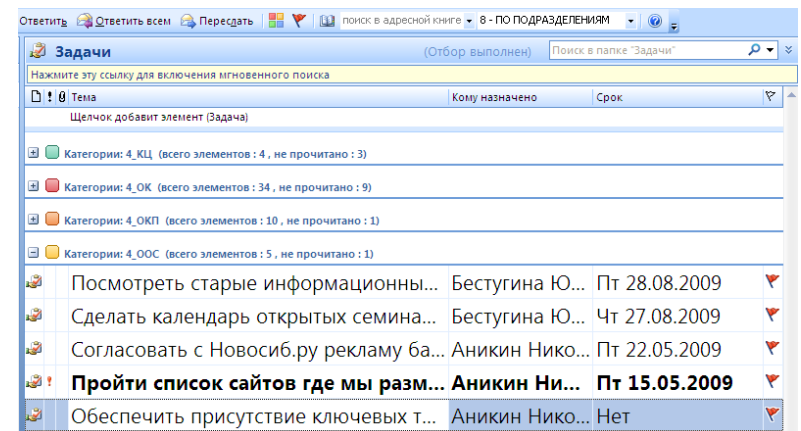 Ответить Ответить всем Переслать поиск в адресной книге 8 - ПО ПОДРАЗДЕЛЕНИЯМ
Задачи (Отбор выполнен) Поиск в папке "Задачи"
Нажмите эту ссылку для включения мгновенного поиска
Тема Кому назначено Срок
Щелчок добавит элемент (Задача)
Категории: 4_КЦ (всего элементов : 4 , не прочитано : 3)
Категории: 4_ОК (всего элементов : 34 , не прочитано : 9)
Категории: 4_ОКП (всего элементов : 10 , не прочитано : 1)
Категории: 4_ООС (всего элементов : 5 , не прочитано : 1)
Посмотреть старые информационны... Бестугина Ю... Пт 28.08.2009
Сделать календарь открытых семина... Бестугина Ю... Чт 27.08.2009
Согласовать с Новосиб.ру рекламу ба... Аникин Нико... Пт 22.05.2009
! Пройти список сайтов где мы разм... Аникин Ни... Пт 15.05.2009
Обеспечить присутствие ключевых т... Аникин Нико... Нет